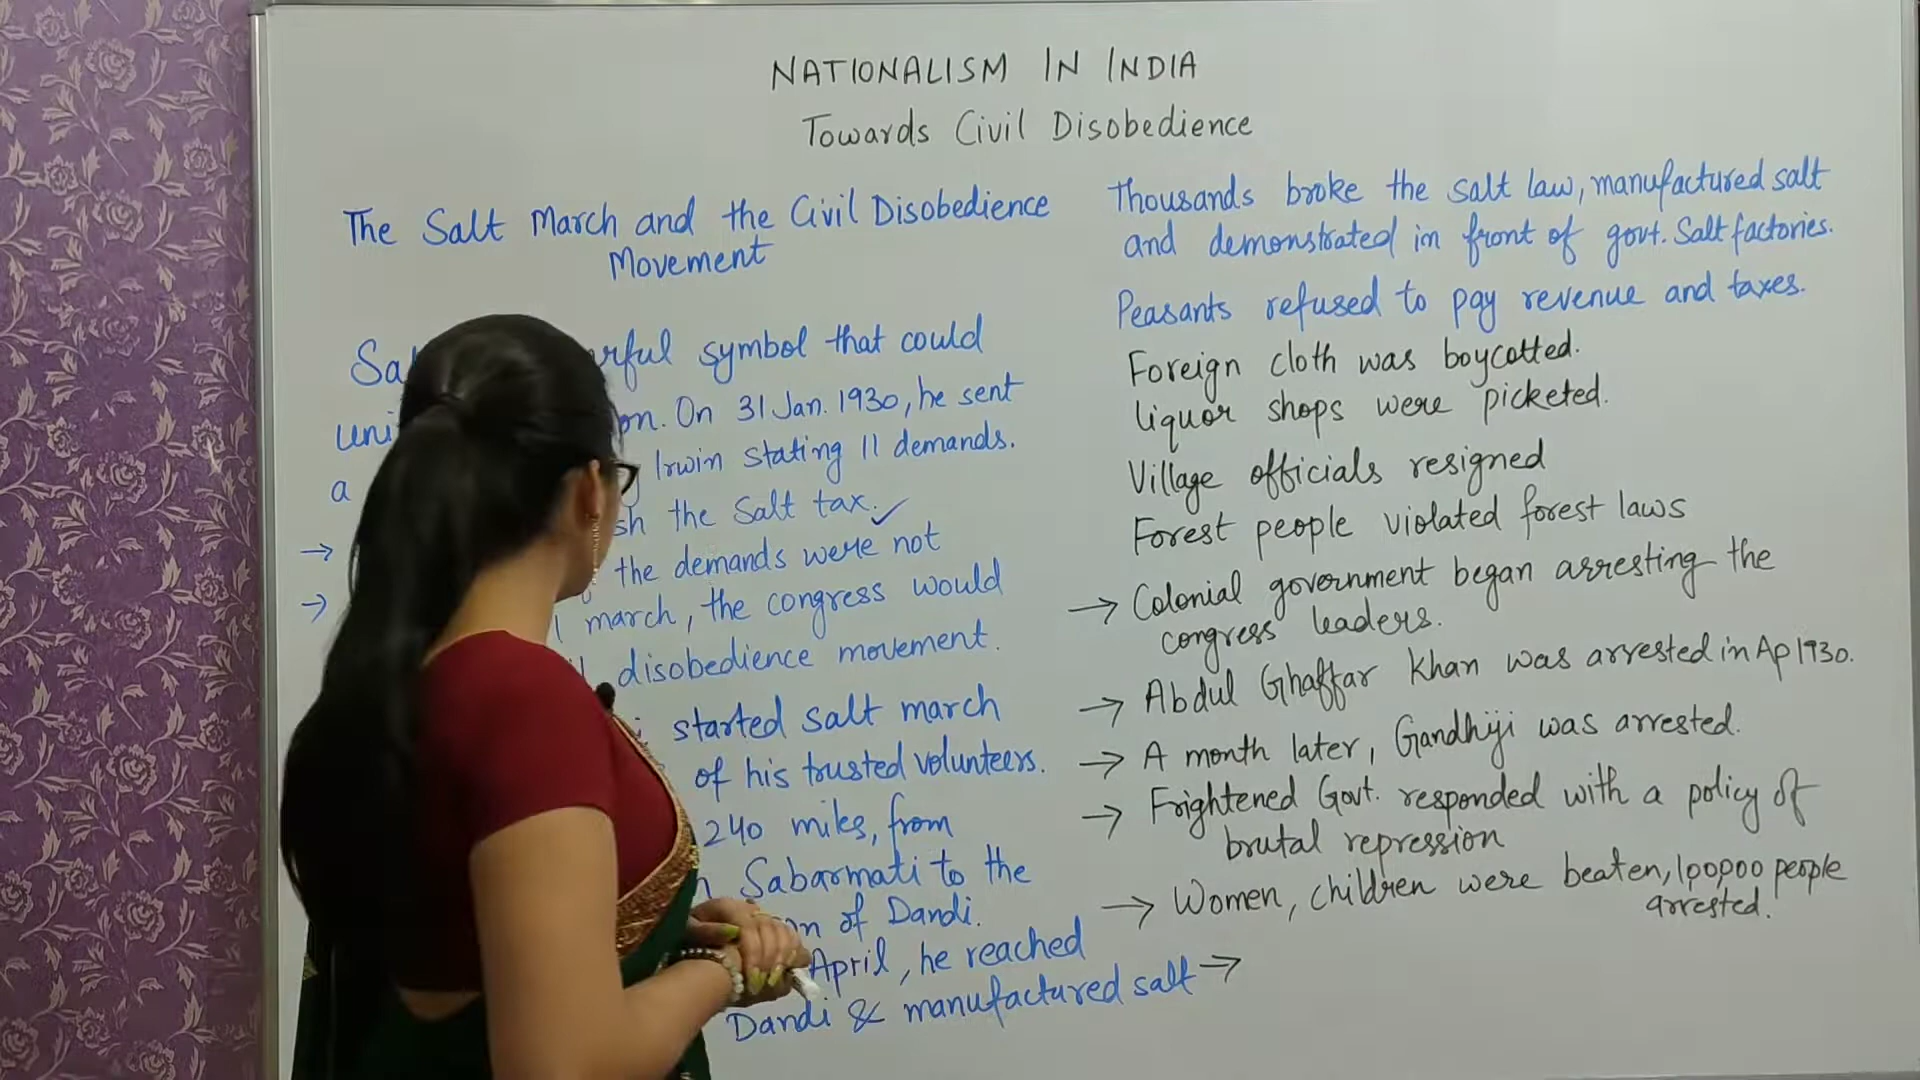 NATIONALISM IN INDIA
Towards Civil Disobedience
The Salt March and the Civil Disobedience
Movement
symbol that could
On 31 Jan. 1930, he sent
a Irwin stating 11 demands.
→ the Salt tax. ✓
→ the demands were not
march, the congress would
disobedience movement.
started salt march
of his trusted volunteers.
240 miles, from
Sabarmati to the
of Dandi.
April, he reached
Dandi & manufactured salt →
Thousands broke the salt law, manufactured salt
and demonstrated in front of govt. Salt factories.
Peasants refused to pay revenue and taxes.
Foreign cloth was boycotted.
liquor shops were picketed.
Village officials resigned
Forest people violated forest laws
→ Colonial government began arresting the
congress leaders.
→ Abdul Ghaffar Khan was arrested in Ap 1930.
→ A month later, Gandhiji was arrested.
→ Frightened Govt. responded with a policy of
brutal repression
→ Women, children were beaten, 1,00,000 people
arrested.